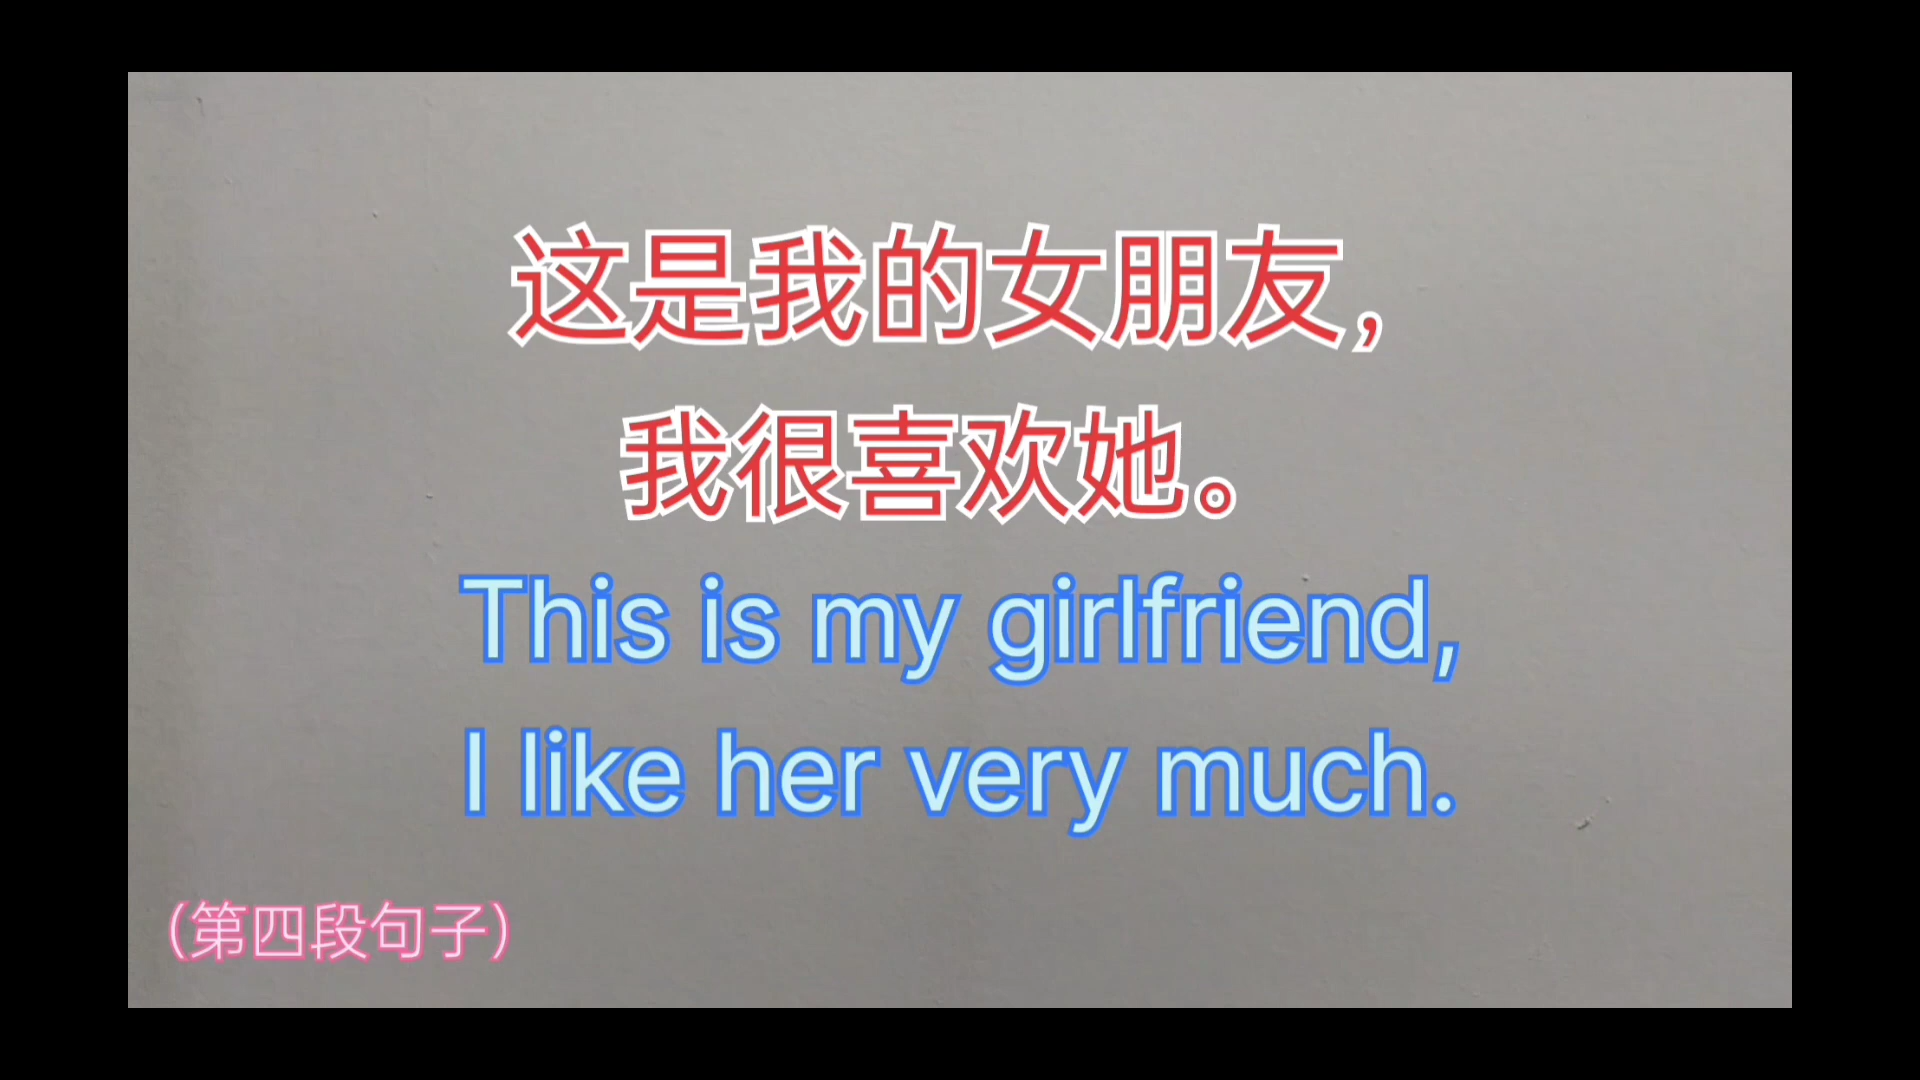 这是我的女朋友，
我很喜欢她。
This is my girlfriend,
I like her very much.
（第四段句子）